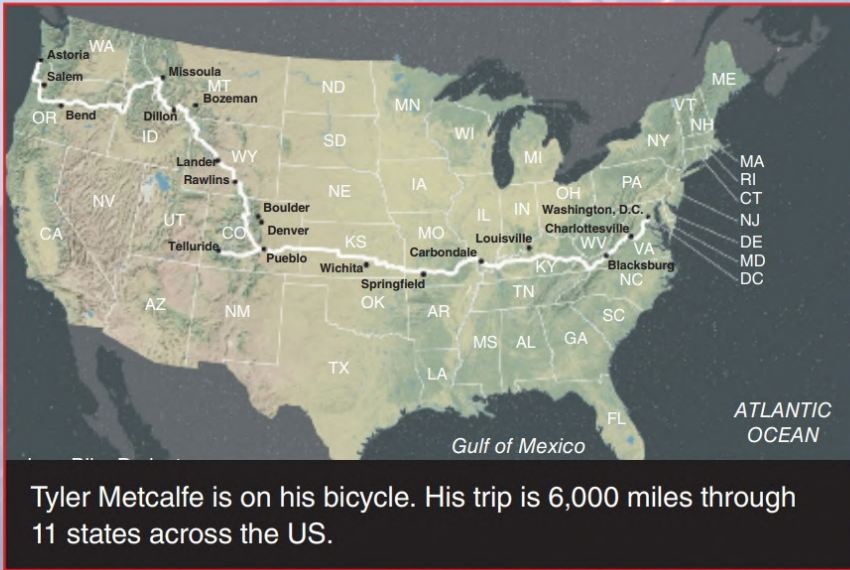 WA
Astoria
Salem
OR
Bend
Missoula
MT
Bozeman
Dillon
ID
Lander
WY
Rawlins
NV
UT
CA
Boulder
Denver
CO
Telluride
Pueblo
AZ
NM
ND
SD
NE
KS
Wichita
OK
TX
MN
IA
MO
Springfield
AR
LA
WI
IL
Carbondale
MI
IN
Louisville
KY
TN
MS
AL
GA
OH
WV
Washington, D.C.
Charlottesville
VA
Blacksburg
NC
SC
FL
PA
NY
VT
NH
ME
MA
RI
CT
NJ
DE
MD
DC
Gulf of Mexico
ATLANTIC
OCEAN
Tyler Metcalfe is on his bicycle. His trip is 6,000 miles through
11 states across the US.